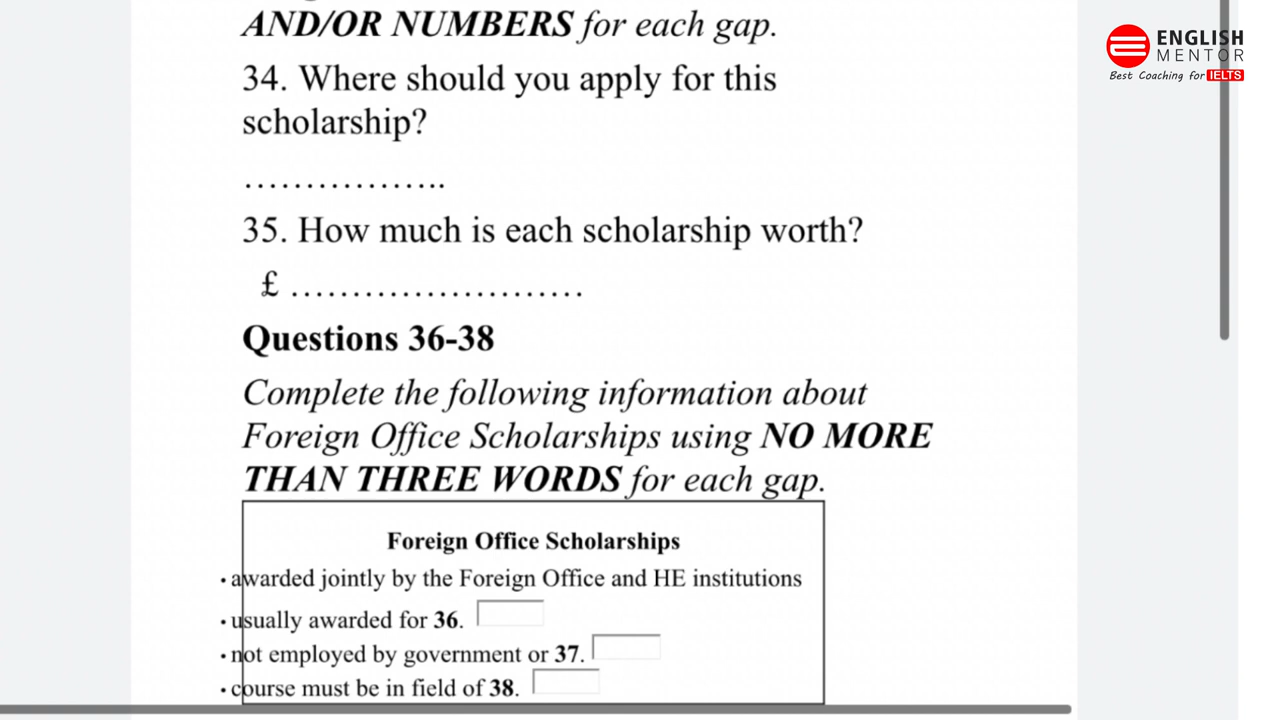 AND/OR NUMBERS for each gap.
ENGLISH
MENTOR
Best Coaching for IELTS
34. Where should you apply for this
scholarship?
……………..
35. How much is each scholarship worth?
£ ……………………
Questions 36-38
Complete the following information about
Foreign Office Scholarships using NO MORE
THAN THREE WORDS for each gap.
Foreign Office Scholarships
• awarded jointly by the Foreign Office and HE institutions
• usually awarded for 36.
• not employed by government or 37.
• course must be in field of 38.